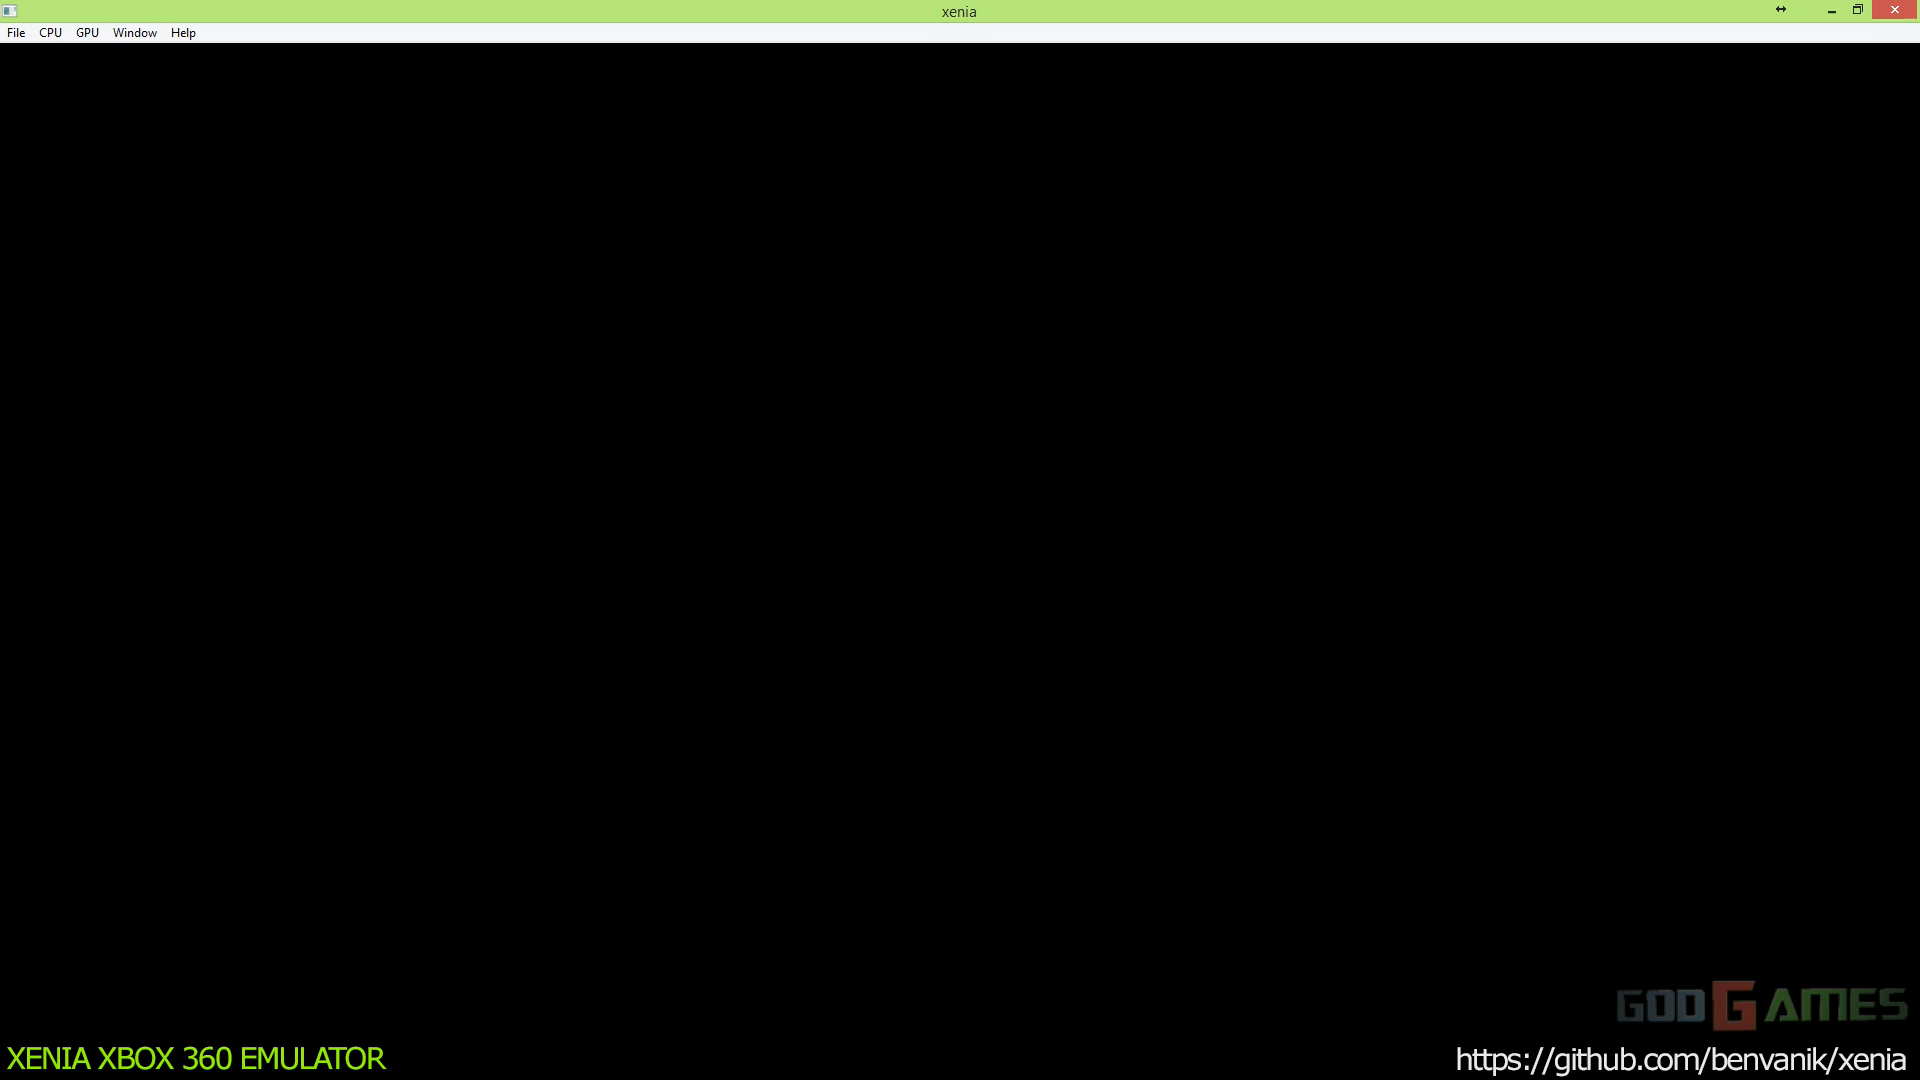 xenia
File CPU GPU Window Help
GOD GAMES
XENIA XBOX 360 EMULATOR
https://github.com/benvanik/xenia